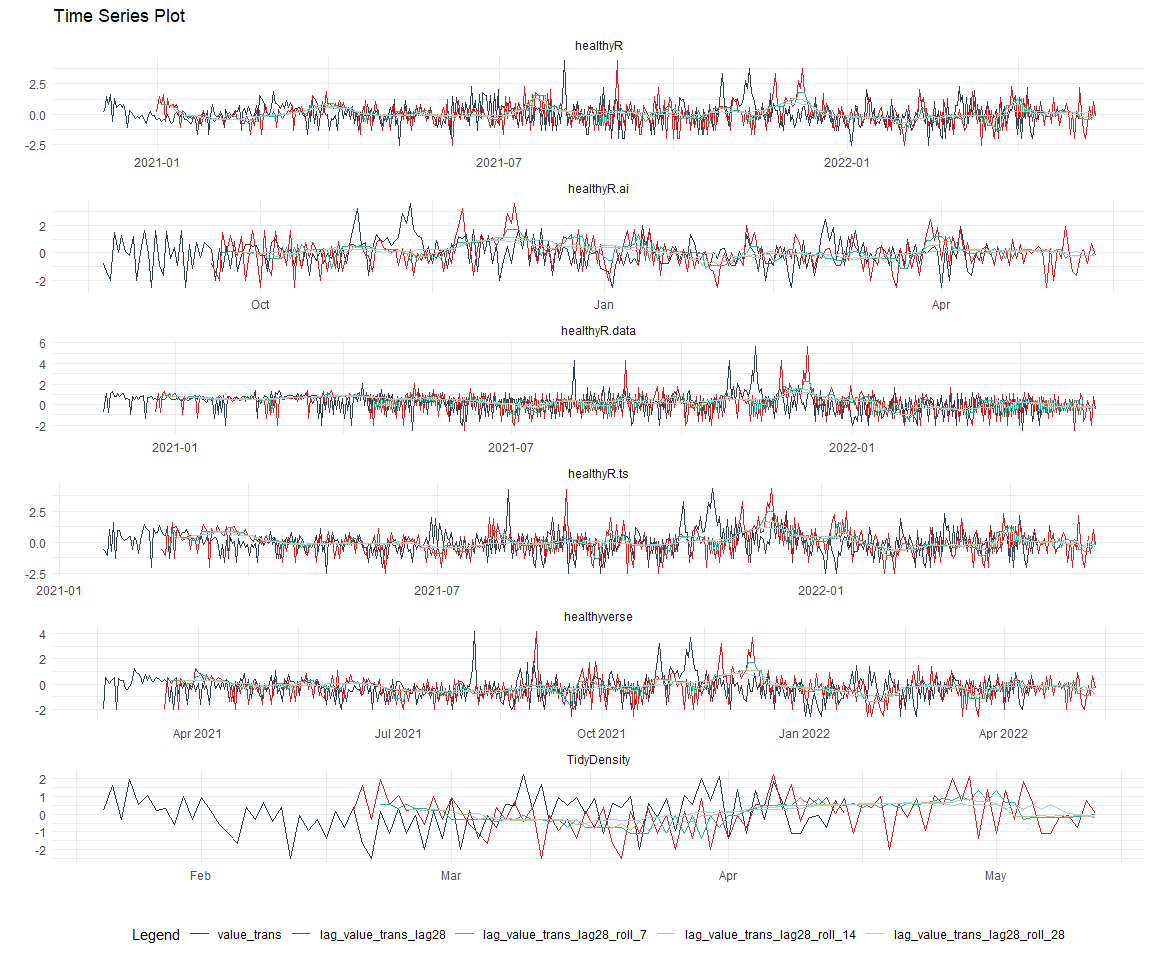 Time Series Plot
healthyR
2.5
0.0
-2.5
2021-01 2021-07 2022-01
healthyR.ai
2
0
-2
Oct Jan Apr
healthyR.data
6
4
2
0
-2
2021-01 2021-07 2022-01
healthyR.ts
2.5
0.0
-2.5
2021-01 2021-07 2022-01
healthyverse
4
2
0
-2
Apr 2021 Jul 2021 Oct 2021 Jan 2022 Apr 2022
TidyDensity
2
1
0
-1
-2
Feb Mar Apr May
Legend value_trans lag_value_trans_lag28 lag_value_trans_lag28_roll_7 lag_value_trans_lag28_roll_14 lag_value_trans_lag28_roll_28